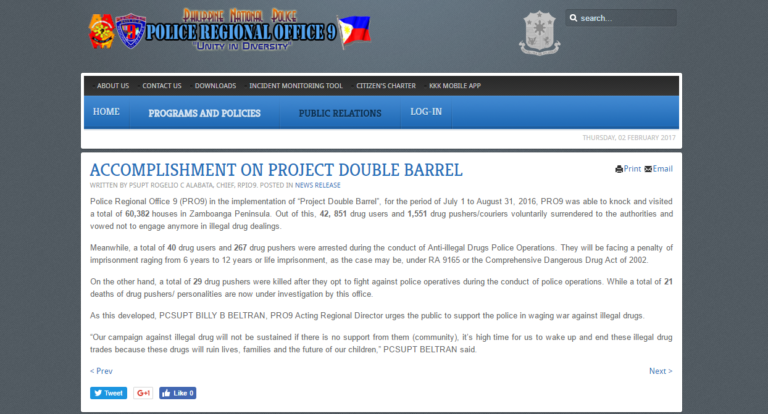 Philippine National Police
POLICE REGIONAL OFFICE 9
"Unity in Diversity"
search...
ABOUT US CONTACT US DOWNLOADS INCIDENT MONITORING TOOL CITIZEN'S CHARTER KKK MOBILE APP
HOME PROGRAMS AND POLICIES PUBLIC RELATIONS LOG-IN
THURSDAY, 02 FEBRUARY 2017
ACCOMPLISHMENT ON PROJECT DOUBLE BARREL
Print Email
WRITTEN BY PSUPT ROGELIO C ALABATA, CHIEF, RPIO9. POSTED IN NEWS RELEASE
Police Regional Office 9 (PRO9) in the implementation of "Project Double Barrel", for the period of July 1 to August 31, 2016, PRO9 was able to knock and visited
a total of 60,382 houses in Zamboanga Peninsula. Out of this, 42, 851 drug users and 1,551 drug pushers/couriers voluntarily surrendered to the authorities and
vowed not to engage anymore in illegal drug dealings.
Meanwhile, a total of 40 drug users and 267 drug pushers were arrested during the conduct of Anti-illegal Drugs Police Operations. They will be facing a penalty of
imprisonment raging from 6 years to 12 years or life imprisonment, as the case may be, under RA 9165 or the Comprehensive Dangerous Drug Act of 2002.
On the other hand, a total of 29 drug pushers were killed after they opt to fight against police operatives during the conduct of police operations. While a total of 21
deaths of drug pushers/ personalities are now under investigation by this office.
As this developed, PCSUPT BILLY B BELTRAN, PRO9 Acting Regional Director urges the public to support the police in waging war against illegal drugs.
"Our campaign against illegal drug will not be sustained if there is no support from them (community), it's high time for us to wake up and end these illegal drug
trades because these drugs will ruin lives, families and the future of our children," PCSUPT BELTRAN said.
< Prev Next >
Tweet G+1 Like 0